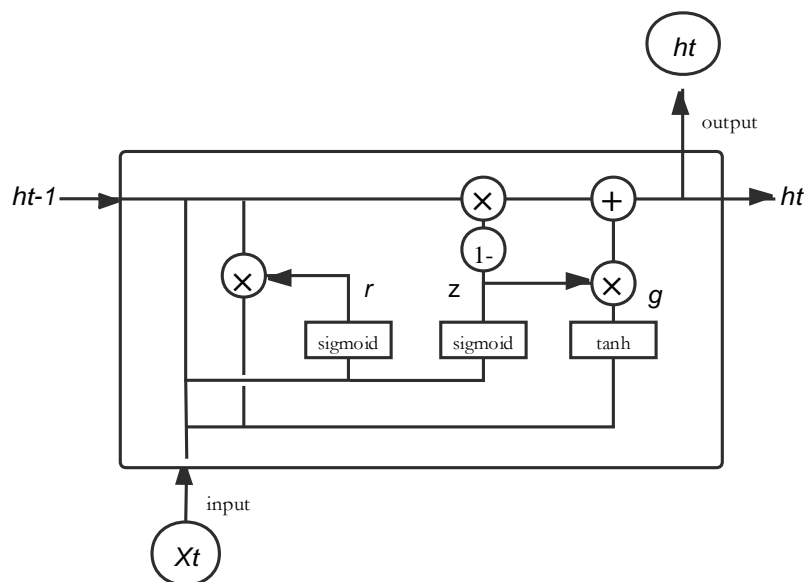 ht
output
ht-1
×
+
ht
1-
×
r
z
×
g
sigmoid
sigmoid
tanh
input
Xt